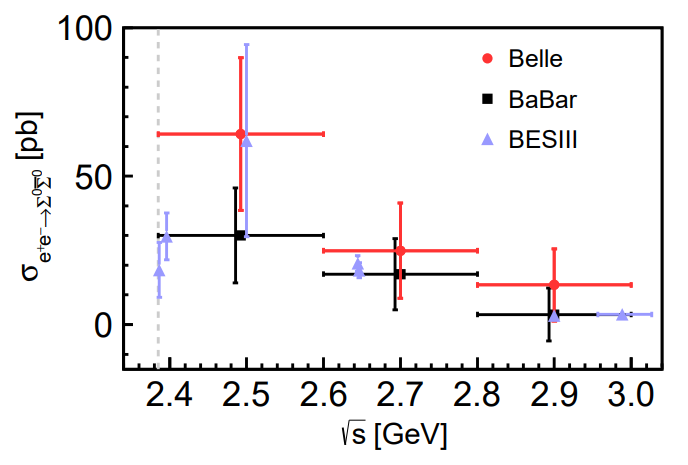 100
50
0
σ e⁺e⁻→Σ⁰Σ̄⁰ [pb]
Belle
BaBar
BESIII
2.4 2.5 2.6 2.7 2.8 2.9 3.0
√s [GeV]